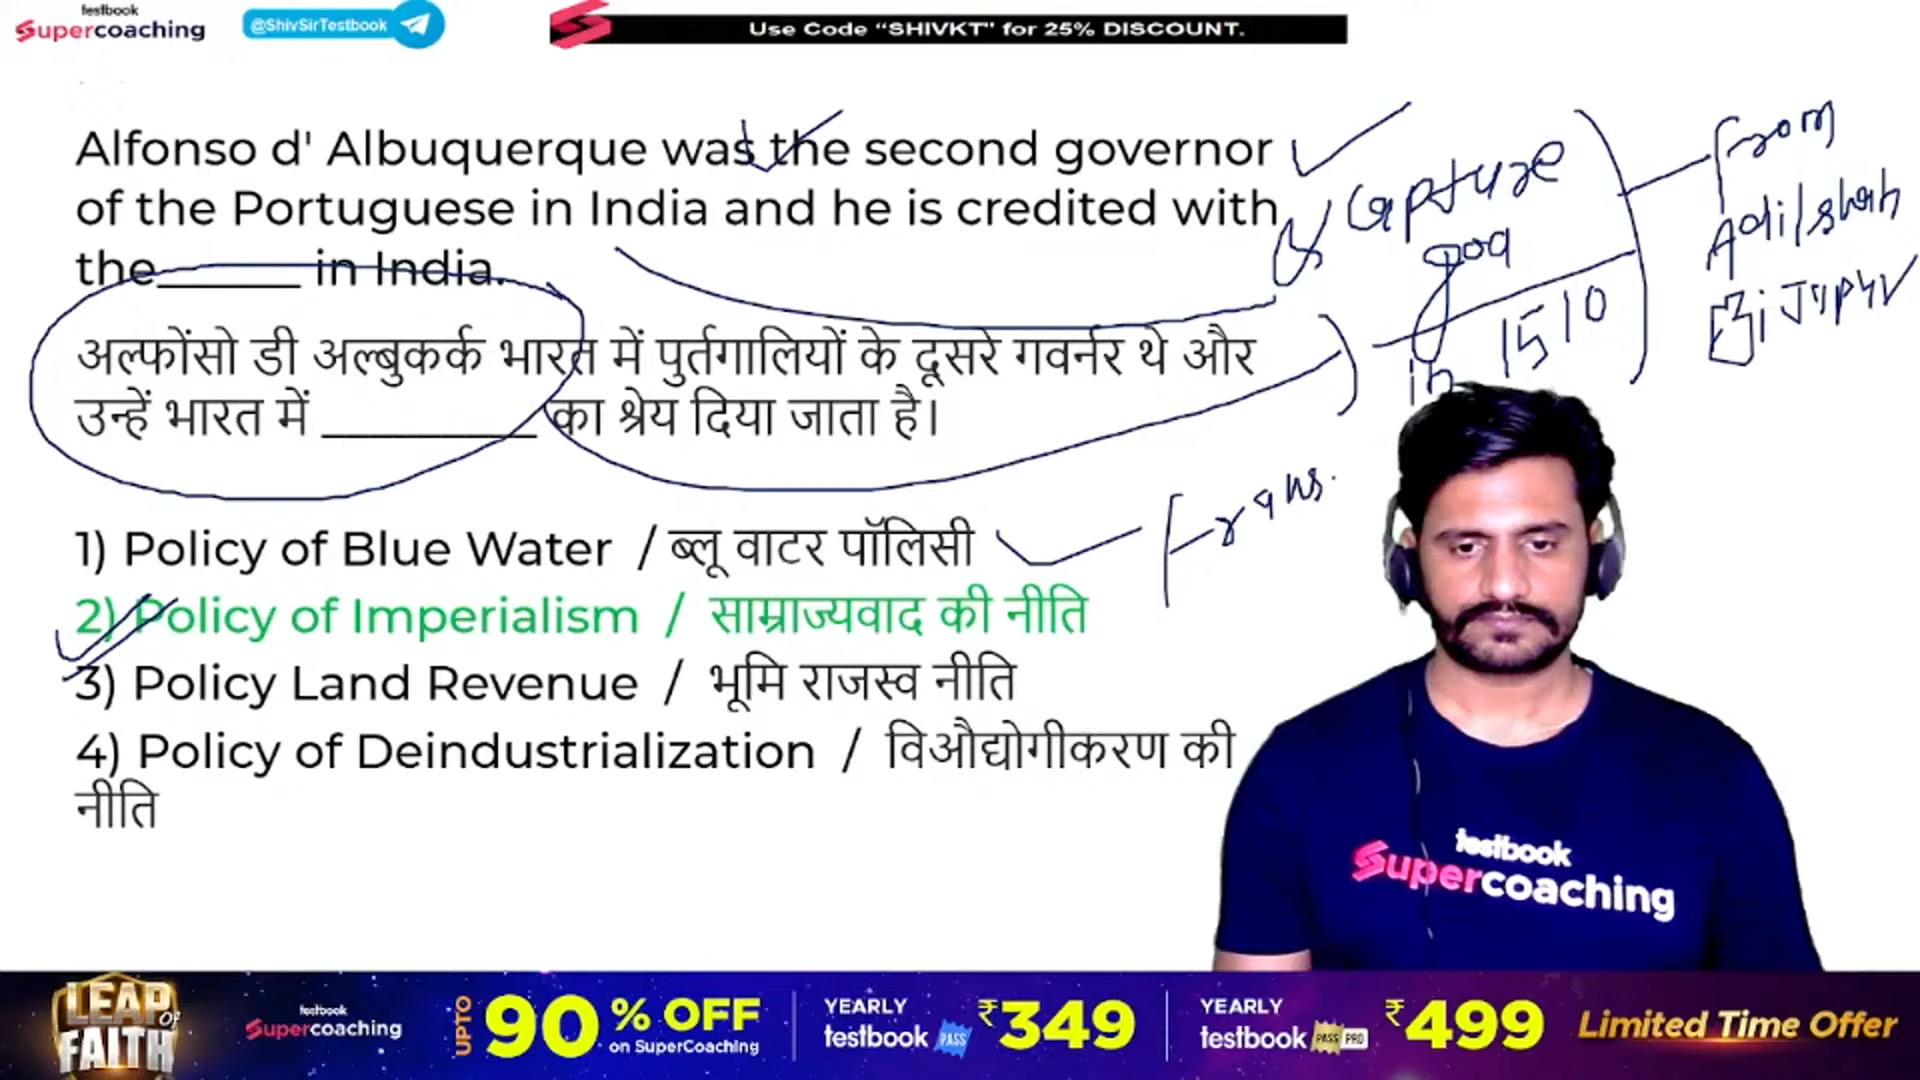 testbook
Supercoaching
@ShivSirTestbook
Use Code “SHIVKT” for 25% DISCOUNT.
Alfonso d' Albuquerque was the second governor
of the Portuguese in India and he is credited with
the______ in India.
अल्फोंसो डी अल्बुकर्क भारत में पुर्तगालियों के दूसरे गवर्नर थे और
उन्हें भारत में _________ का श्रेय दिया जाता है।
1) Policy of Blue Water / ब्लू वाटर पॉलिसी
2) Policy of Imperialism / साम्राज्यवाद की नीति
3) Policy Land Revenue / भूमि राजस्व नीति
4) Policy of Deindustrialization / विऔद्योगीकरण की
नीति
Capture
goa
in 1510
from
Adilshah
Bijapur
testbook
Supercoaching
LEAP OF
FAITH
testbook
Supercoaching
UPTO 90% OFF
on SuperCoaching
YEARLY
testbook PASS
₹349
YEARLY
testbook PASS PRO
₹499
Limited Time Offer